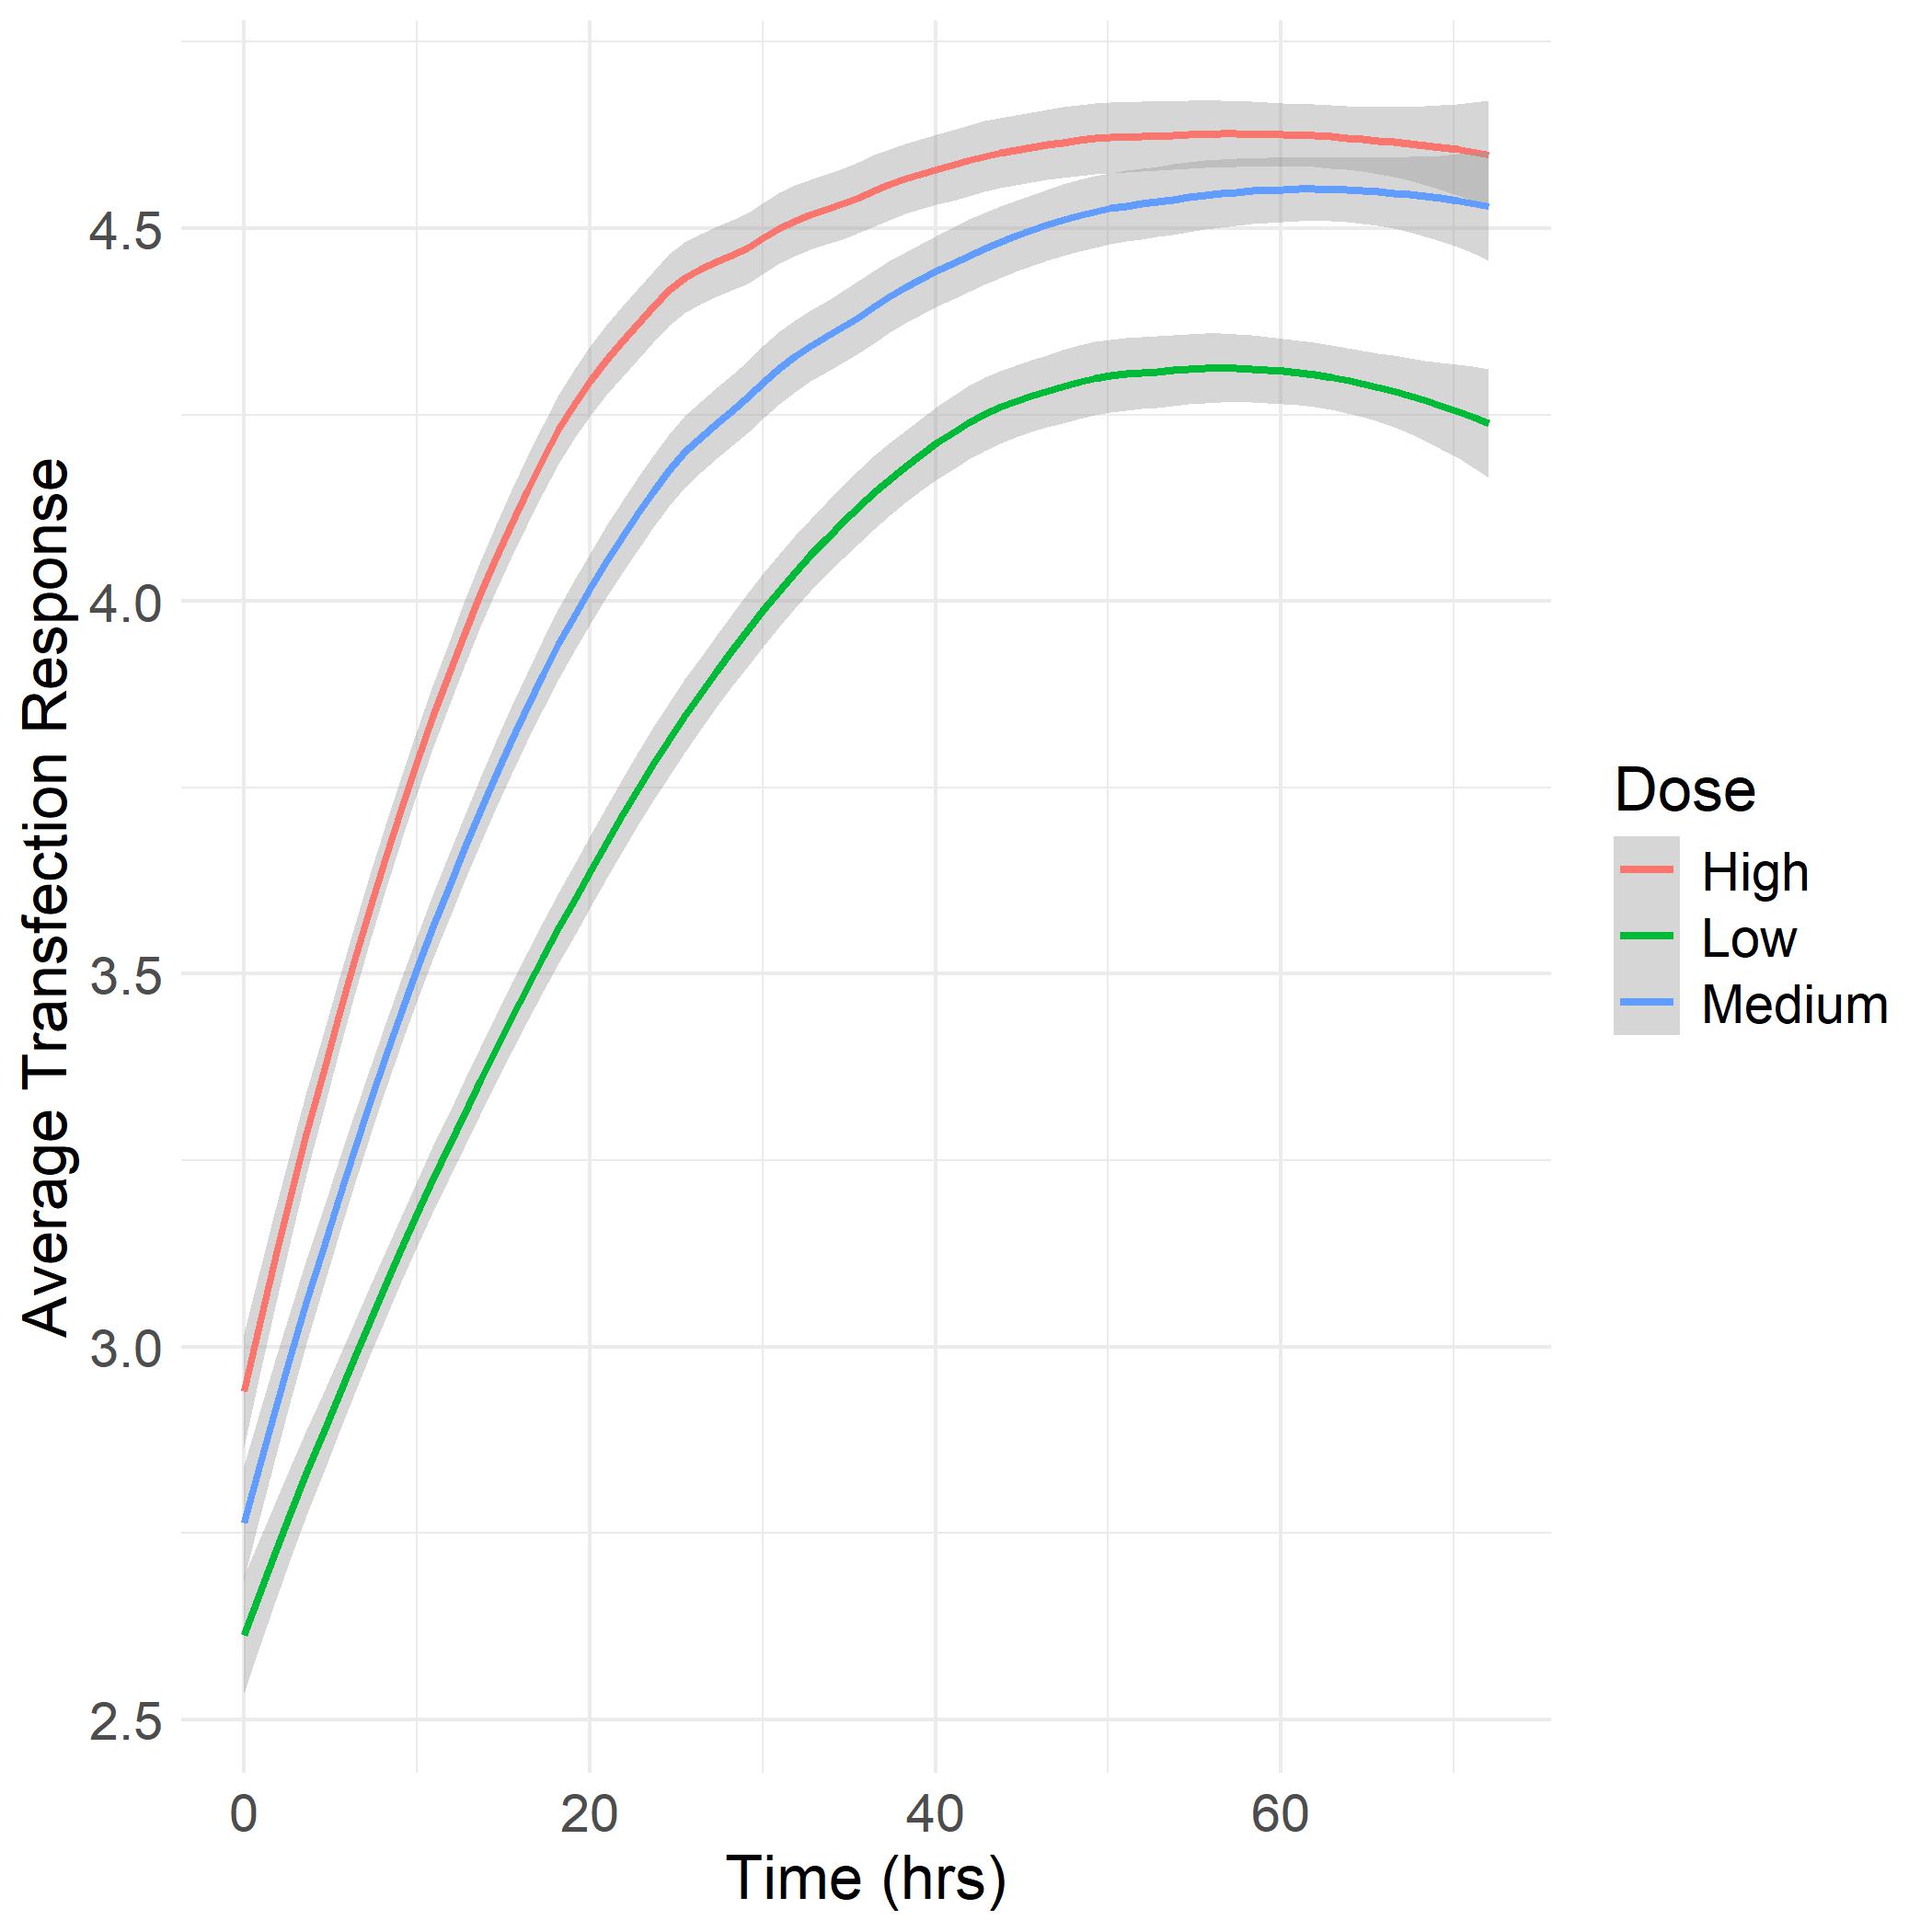 Average Transfection Response
4.5
4.0
3.5
3.0
2.5
0 20 40 60
Time (hrs)
Dose
High
Low
Medium